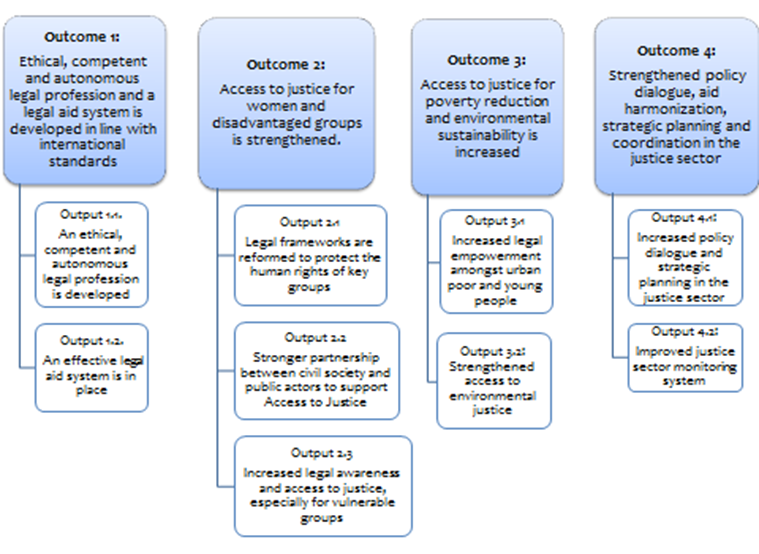 Outcome 1:
Ethical, competent
and autonomous
legal profession and a
legal aid system is
developed in line with
international
standards
Output 1.1.
An ethical,
competent and
autonomous
legal profession
is developed
Output 1.2.
An effective legal
aid system is in
place
Outcome 2:
Access to justice for
women and
disadvantaged groups
is strengthened.
Output 2.1
Legal frameworks are
reformed to protect the
human rights of key
groups
Output 2.2
Stronger partnership
between civil society and
public actors to support
Access to Justice
Output 2.3
Increased legal awareness
and access to justice,
especially for vulnerable
groups
Outcome 3:
Access to justice for
poverty reduction
and environmental
sustainability is
increased
Output 3.1
Increased legal
empowerment
amongst urban
poor and young
people
Output 3.2:
Strengthened
access to
environmental
justice
Outcome 4:
Strengthened policy
dialogue, aid
harmonization,
strategic planning and
coordination in the
justice sector
Output 4.1:
Increased policy
dialogue and
strategic
planning in the
justice sector
Output 4.2:
Improved justice
sector monitoring
system